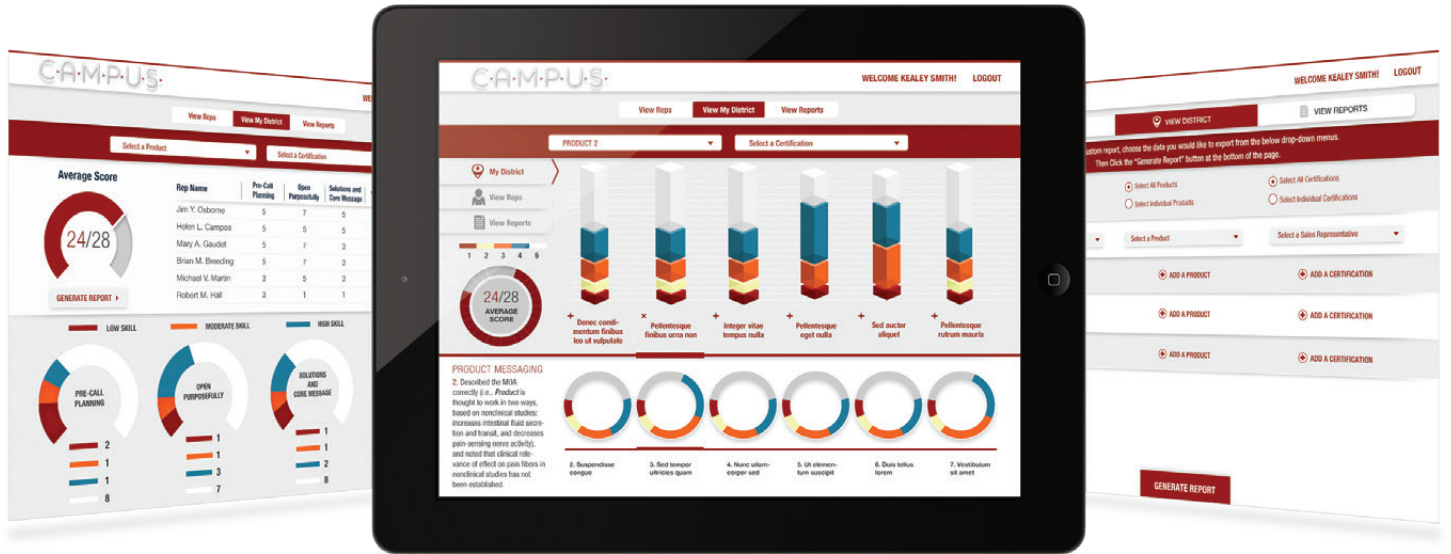 C·A·M·P·U·S·
View Reps
View My District
View Reports
Select a Product
Select a Certification
Average Score
24/28
GENERATE REPORT
Rep Name
Pre-Call
Planning
Open
Purposefully
Solutions and
Core Message
Jim Y. Osborne 5 7 5
Helen L. Campos 5 5 5
Mary A. Gaudet 5 7 3
Brian M. Breeding 5 7 3
Michael V. Martin 3 5 3
Robert M. Hall 3 1 1
LOW SKILL
MODERATE SKILL
HIGH SKILL
PRE-CALL
PLANNING
2
1
1
8
OPEN
PURPOSEFULLY
1
1
3
7
SOLUTIONS
AND
CORE MESSAGE
1
1
2
8
C·A·M·P·U·S·
WELCOME KEALEY SMITH!
LOGOUT
View Reps
View My District
View Reports
PRODUCT 2
Select a Certification
My District
View Reps
View Reports
1 2 3 4 5
24/28
AVERAGE
SCORE
+ Donec condi-
mentum finibus
leo ut vulputate
× Pellentesque
finibus urna non
+ Integer vitae
tempus nulla
+ Pellentesque
eget nulla
+ Sed auctor
aliquet
+ Pellentesque
rutrum mauris
PRODUCT MESSAGING
2. Described the MOA
correctly (i.e., Product is
thought to work in two ways,
based on nonclinical studies:
increases intestinal fluid secre-
tion and transit, and decreases
pain-sensing nerve activity),
and noted that clinical rele-
vance of effect on pain fibers in
nonclinical studies has not
been established.
2. Suspendisse
congue
3. Sed tempor
ultricies quam
4. Nunc ullam-
corper sed
5. Ut elemen-
tum suscipit
6. Duis tellus
lorem
7. Vestibulum
sit amet
WELCOME KEALEY SMITH!
LOGOUT
VIEW DISTRICT
VIEW REPORTS
custom report, choose the data you would like to export from the below drop-down menus.
Then Click the "Generate Report" button at the bottom of the page.
Select All Products
Select Individual Products
Select All Certifications
Select Individual Certifications
Select a Product
Select a Sales Representative
ADD A PRODUCT
ADD A CERTIFICATION
ADD A PRODUCT
ADD A CERTIFICATION
ADD A PRODUCT
ADD A CERTIFICATION
GENERATE REPORT